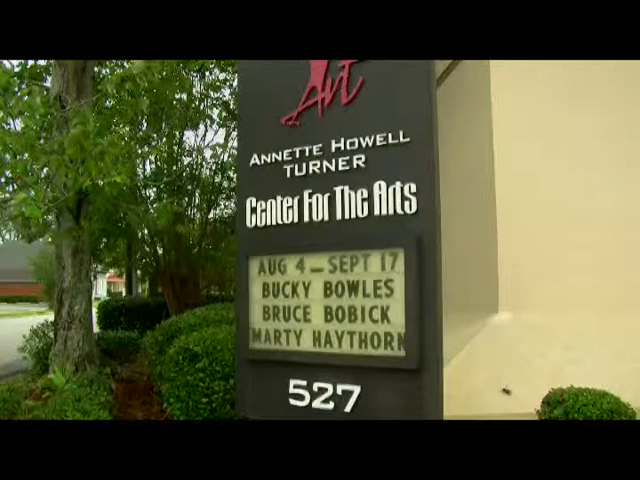 Art
ANNETTE HOWELL
TURNER
Center For The Arts
AUG 4 — SEPT 17
BUCKY BOWLES
BRUCE BOBICK
MARTY HAYTHORN
527